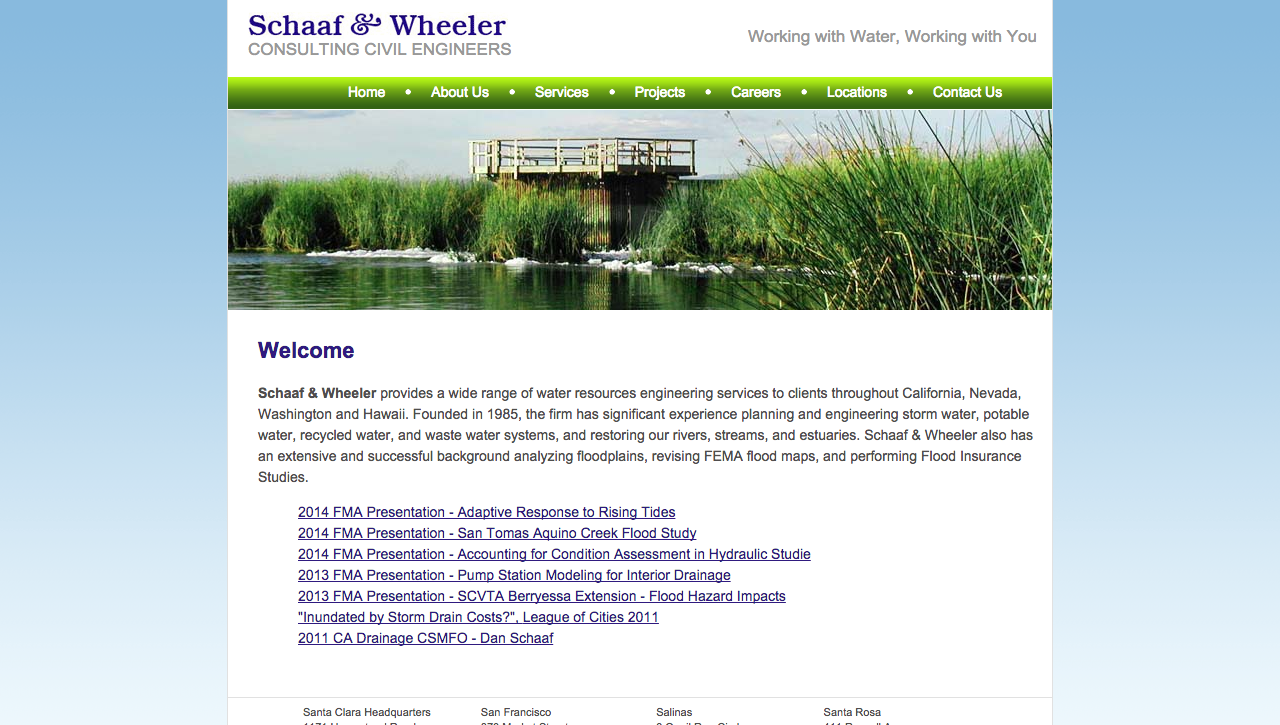 Schaaf & Wheeler
CONSULTING CIVIL ENGINEERS
Working with Water, Working with You
Home • About Us • Services • Projects • Careers • Locations • Contact Us
Welcome
Schaaf & Wheeler provides a wide range of water resources engineering services to clients throughout California, Nevada,
Washington and Hawaii. Founded in 1985, the firm has significant experience planning and engineering storm water, potable
water, recycled water, and waste water systems, and restoring our rivers, streams, and estuaries. Schaaf & Wheeler also has
an extensive and successful background analyzing floodplains, revising FEMA flood maps, and performing Flood Insurance
Studies.
2014 FMA Presentation - Adaptive Response to Rising Tides
2014 FMA Presentation - San Tomas Aquino Creek Flood Study
2014 FMA Presentation - Accounting for Condition Assessment in Hydraulic Studie
2013 FMA Presentation - Pump Station Modeling for Interior Drainage
2013 FMA Presentation - SCVTA Berryessa Extension - Flood Hazard Impacts
"Inundated by Storm Drain Costs?", League of Cities 2011
2011 CA Drainage CSMFO - Dan Schaaf
Santa Clara Headquarters San Francisco Salinas Santa Rosa